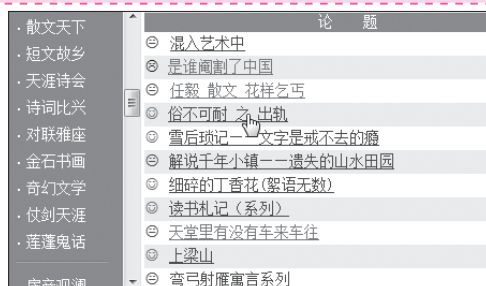 · 散文天下
· 短文故乡
· 天涯诗会
· 诗词比兴
· 对联雅座
· 金石书画
· 奇幻文学
· 仗剑天涯
· 莲蓬鬼话
论 题
混入艺术中
是谁阉割了中国
任毅 散文 花样乞丐
俗不可耐 之 出轨
雪后琐记——文字是戒不去的瘾
解说千年小镇——遗失的山水田园
细碎的丁香花(絮语无数)
读书札记（系列）
天堂里有没有车来车往
上梁山
弯弓射雁寓言系列